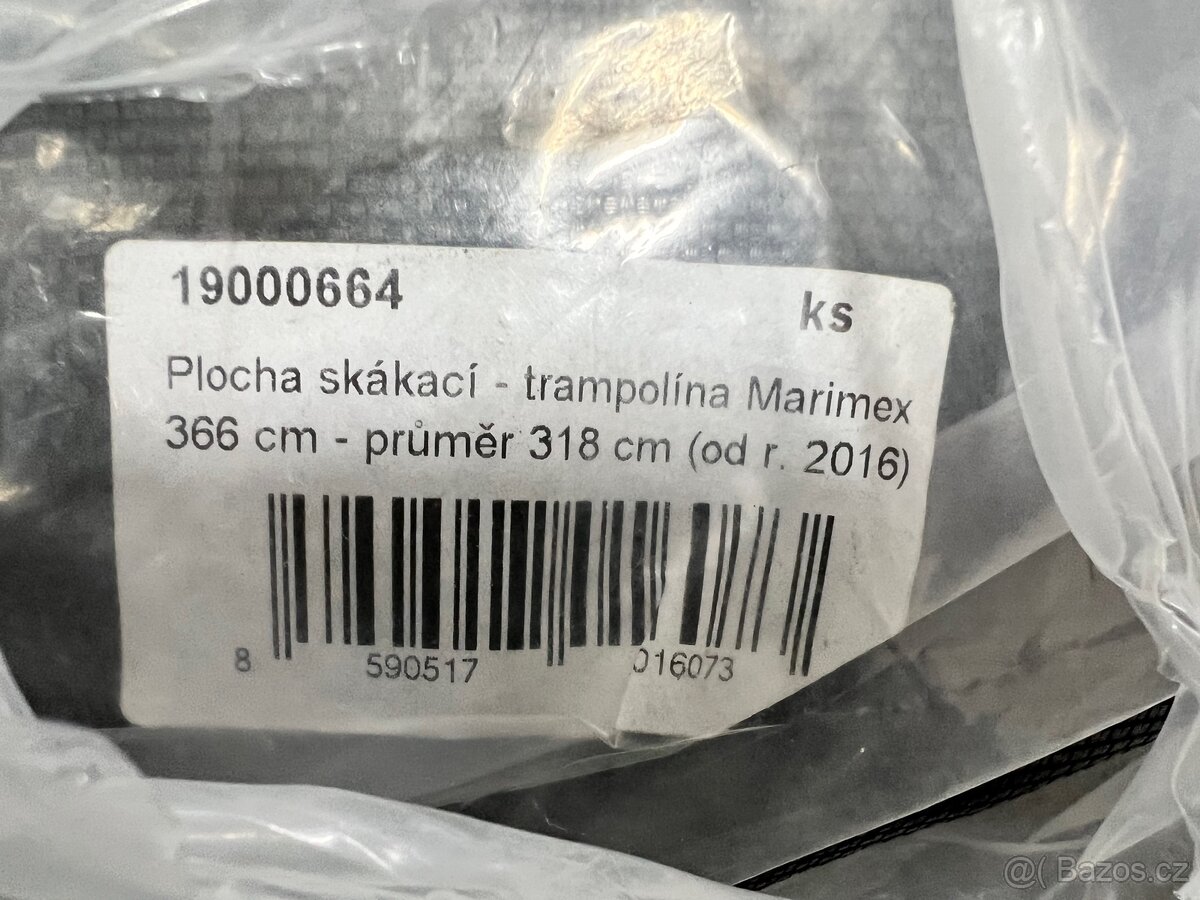 19000664 ks
Plocha skákací - trampolína Marimex
366 cm - průměr 318 cm (od r. 2016)
8 590517 016073
@( Bazos.cz